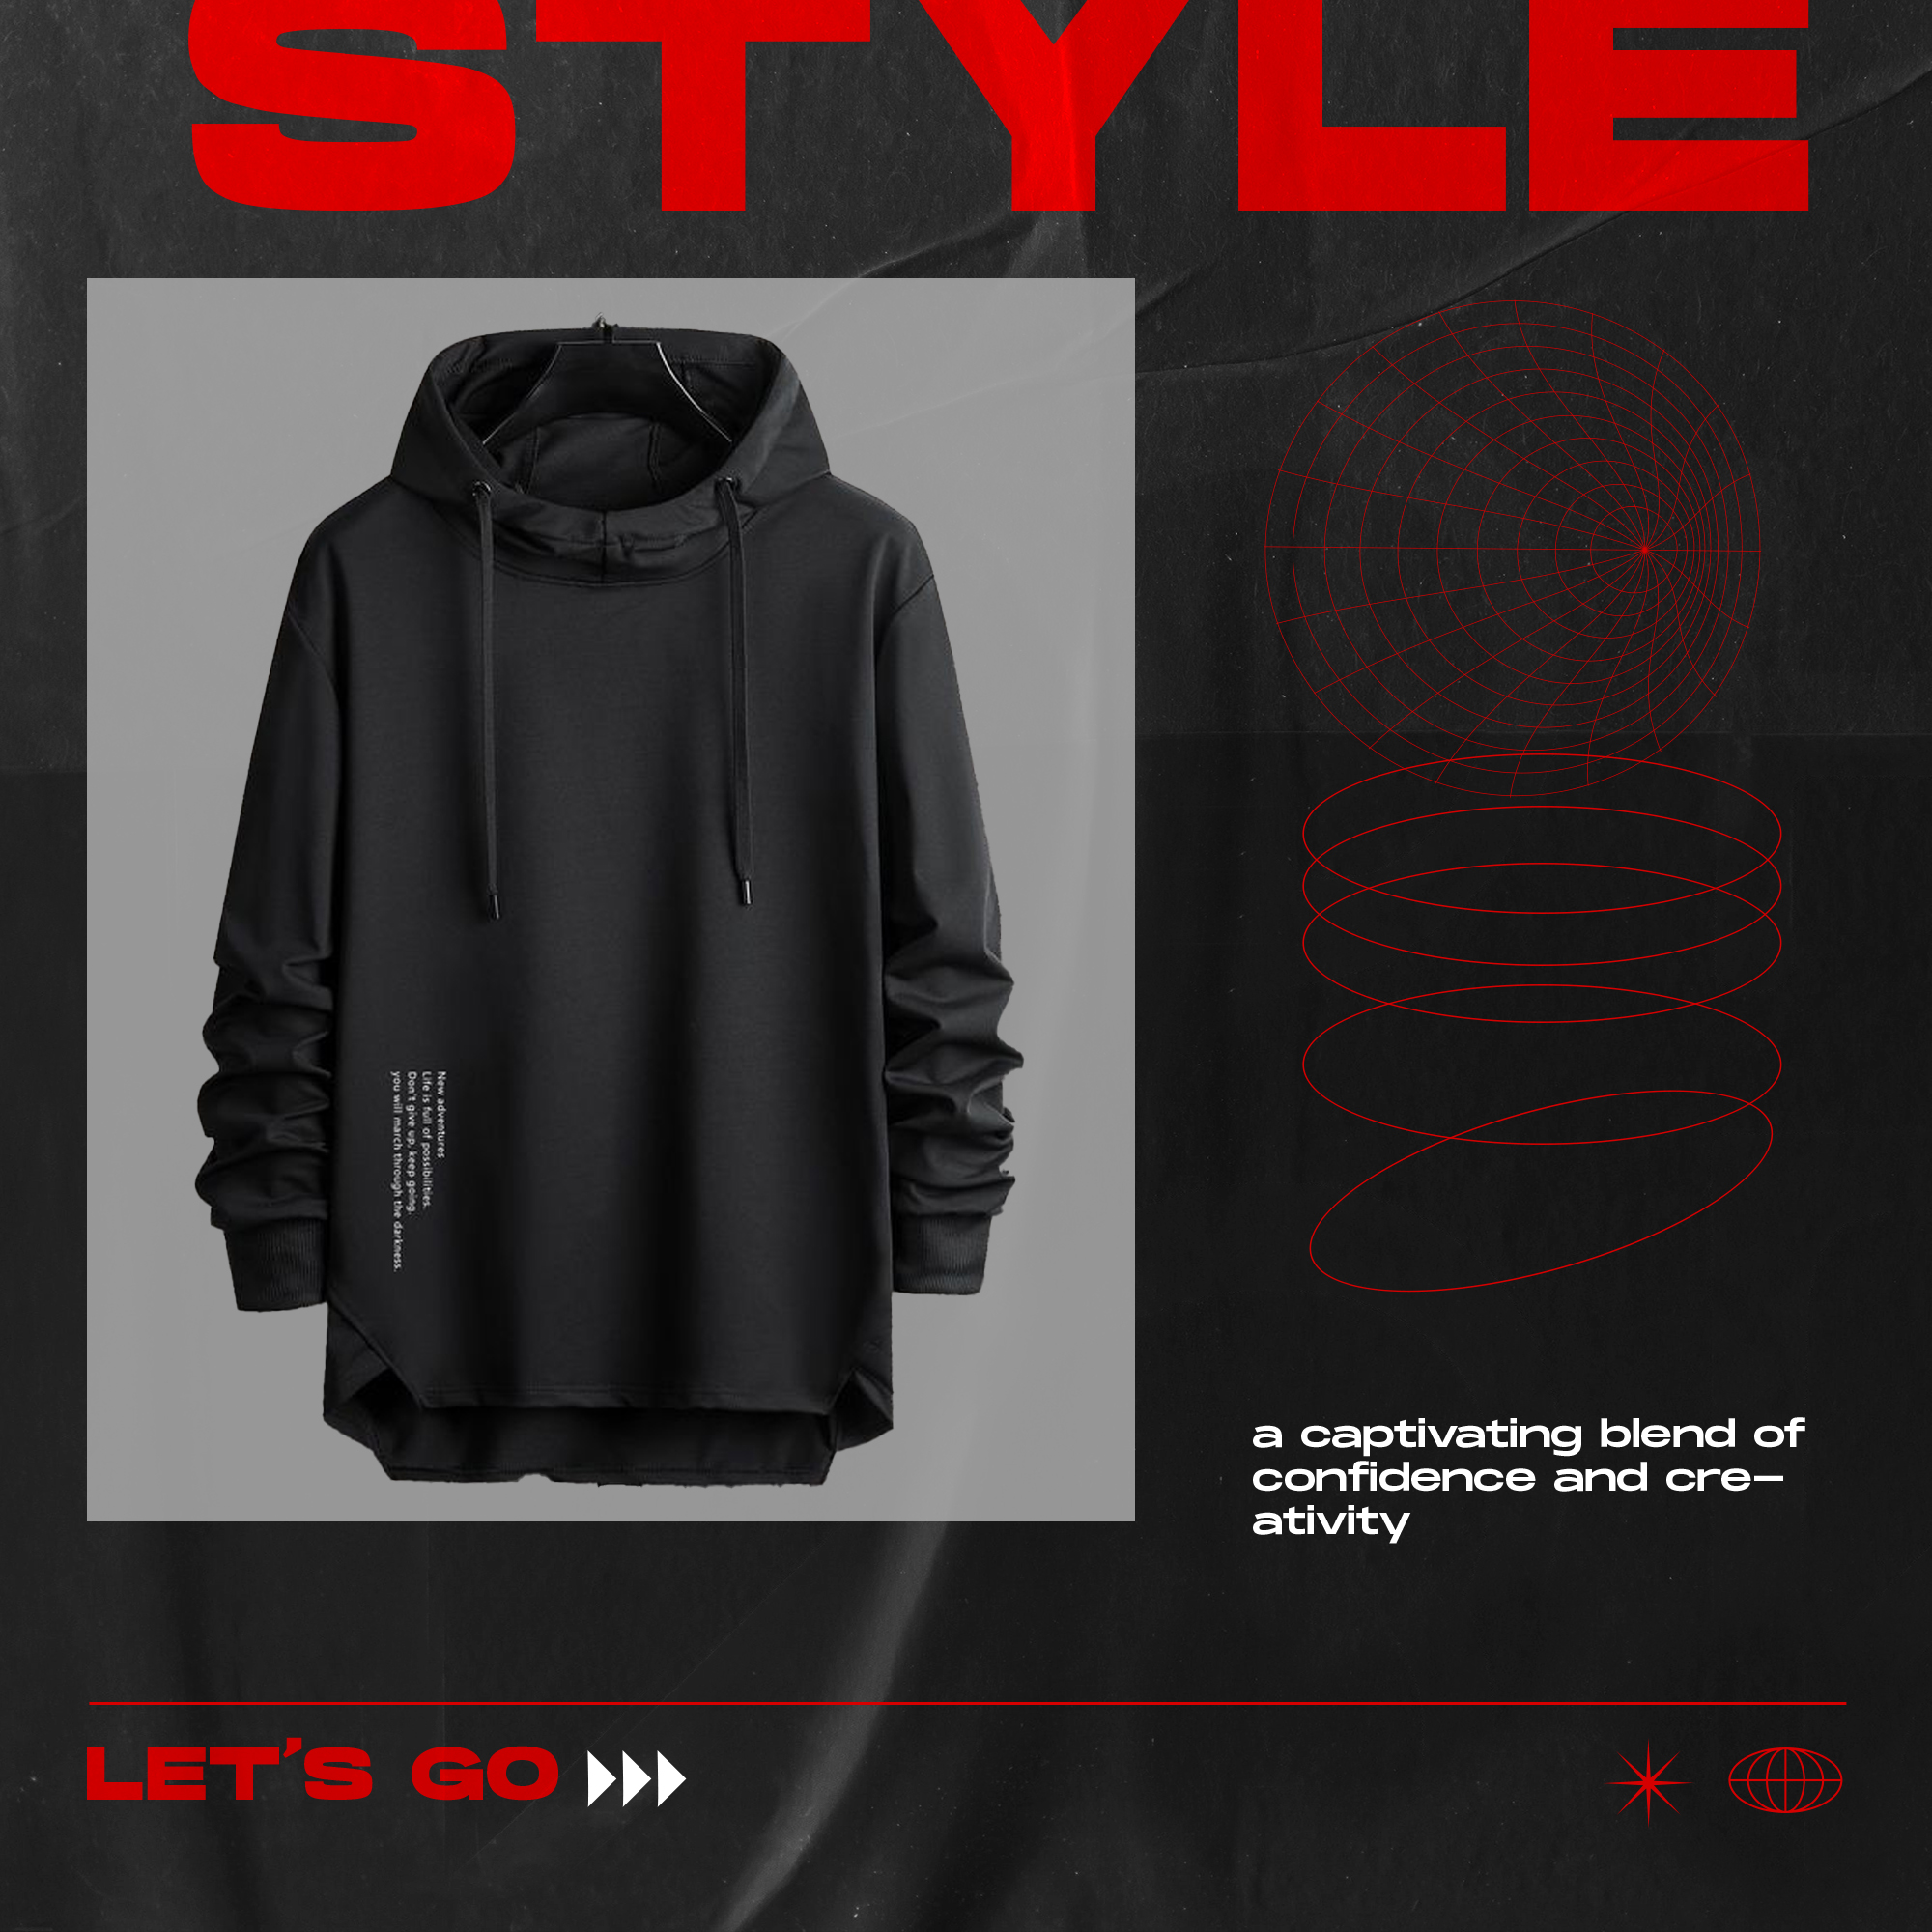 STYLE
New adventures
Life is full of possibilities.
Don't give up, keep going.
you will march through the darkness.
a captivating blend of
confidence and cre-
ativity
LET'S GO